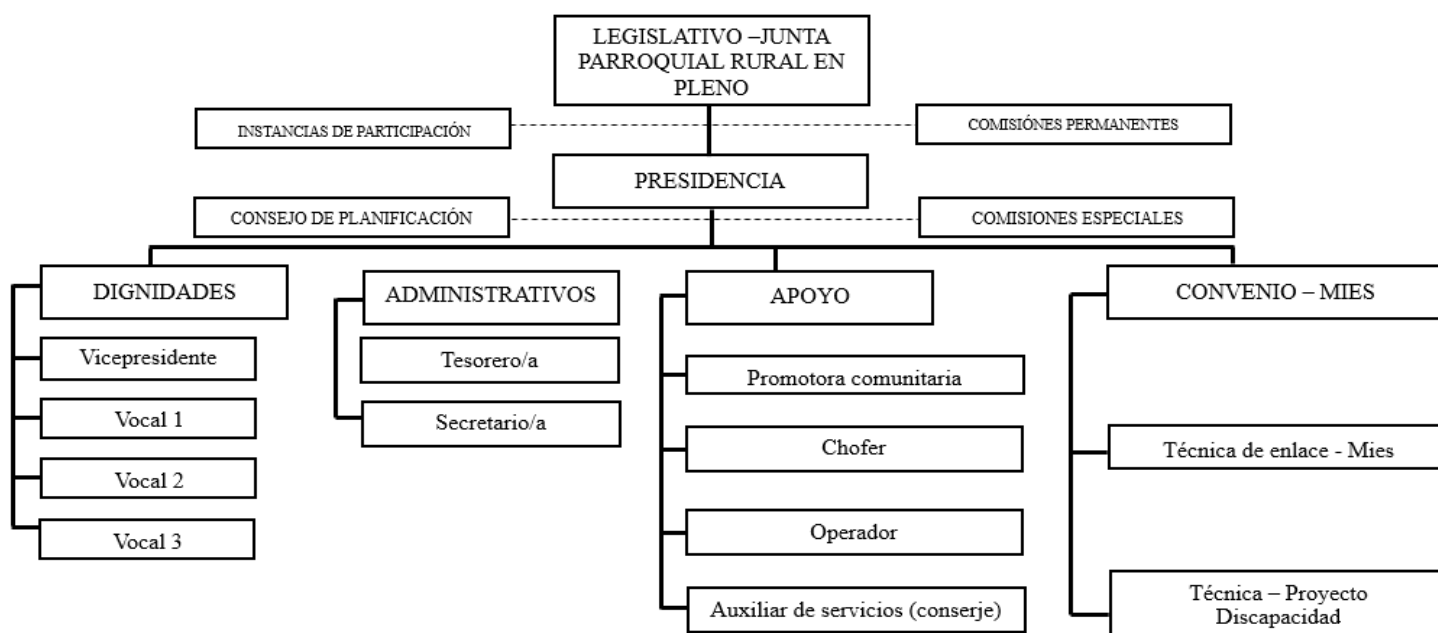 LEGISLATIVO –JUNTA
PARROQUIAL RURAL EN
PLENO
INSTANCIAS DE PARTICIPACIÓN
COMISIÓNES PERMANENTES
PRESIDENCIA
CONSEJO DE PLANIFICACIÓN
COMISIONES ESPECIALES
DIGNIDADES
ADMINISTRATIVOS
APOYO
CONVENIO – MIES
Vicepresidente
Vocal 1
Vocal 2
Vocal 3
Tesorero/a
Secretario/a
Promotora comunitaria
Chofer
Operador
Auxiliar de servicios (conserje)
Técnica de enlace - Mies
Técnica – Proyecto
Discapacidad